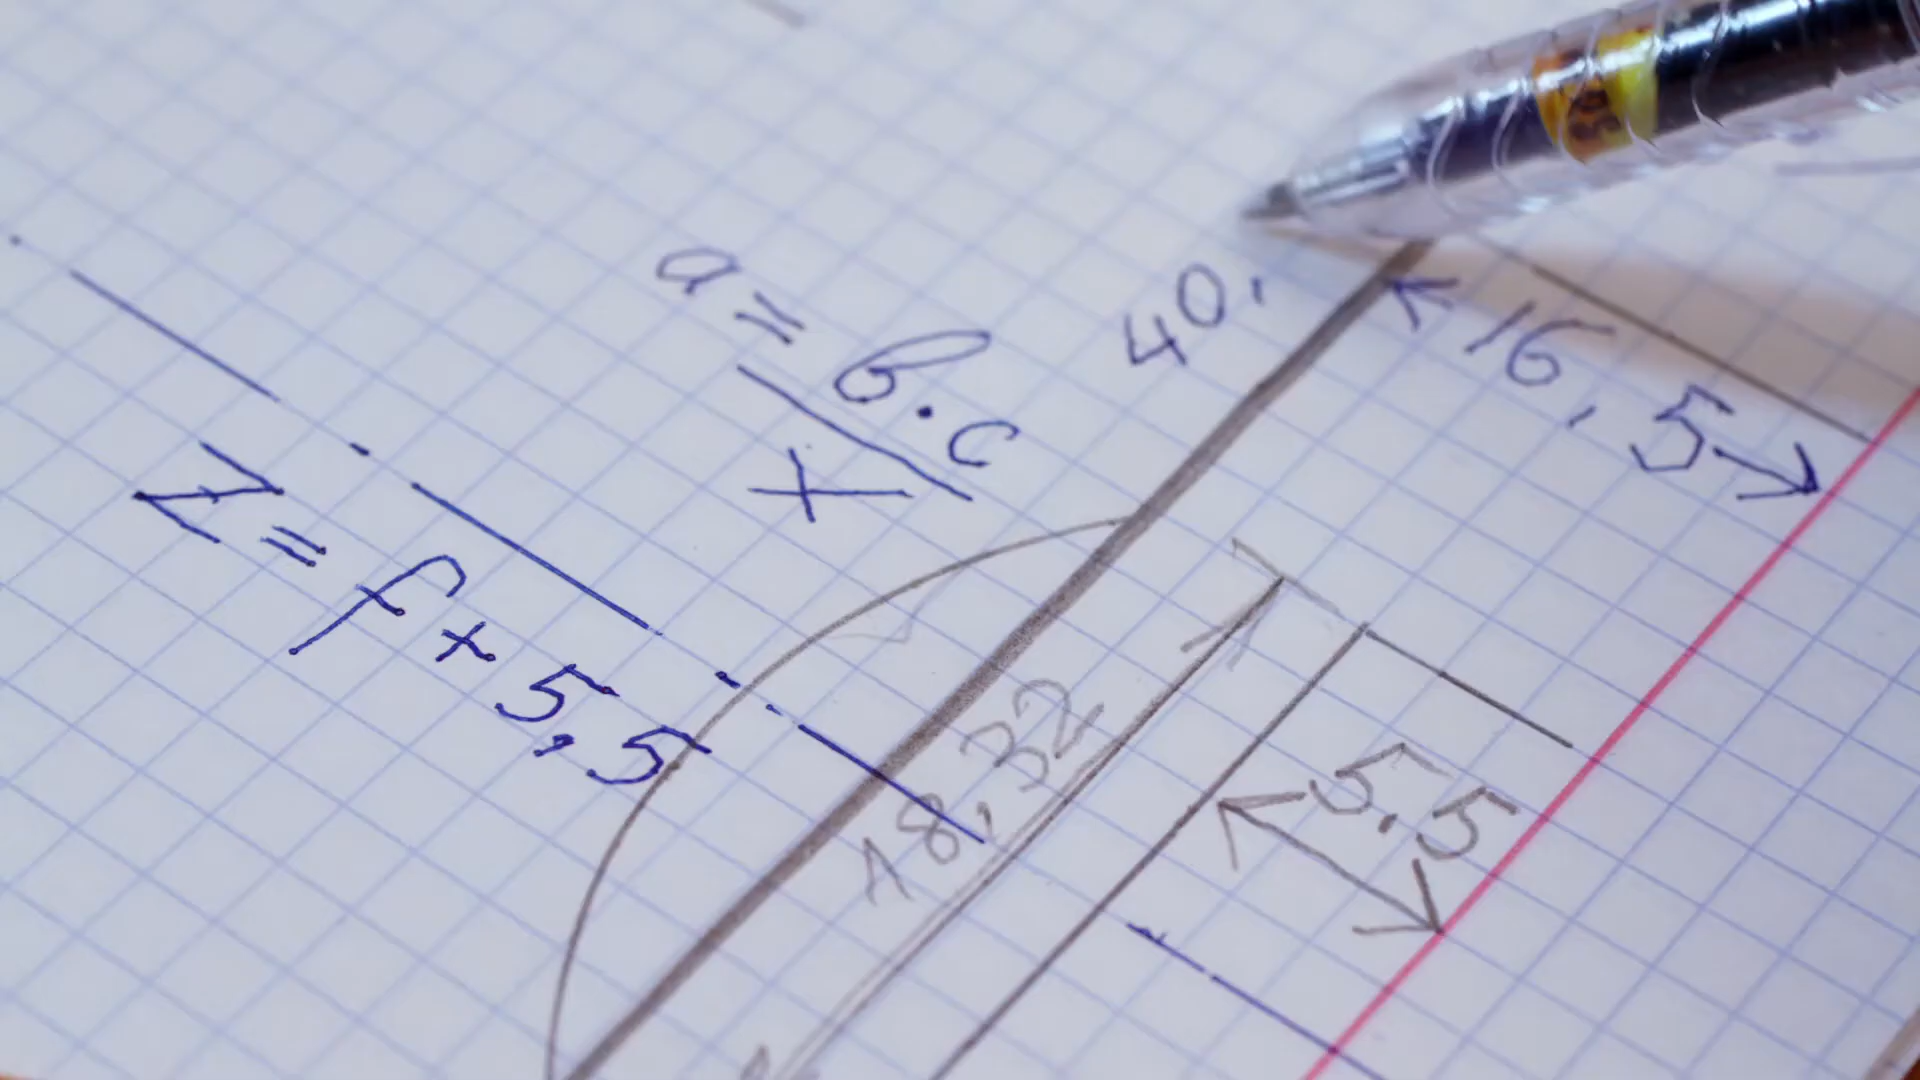 a = b·c
X
Z = f + 5,5
40,
16,5
18,32
5,5